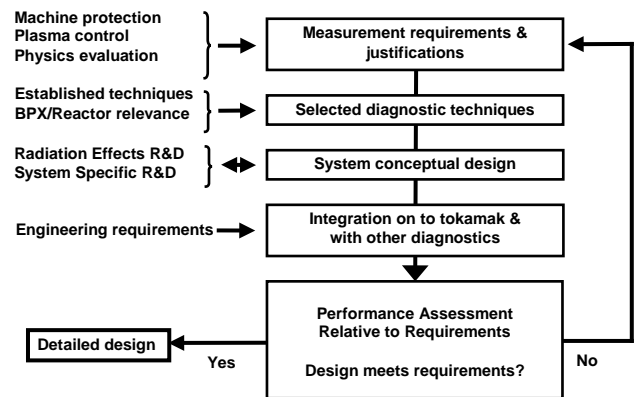 Machine protection
Plasma control
Physics evaluation
Measurement requirements &
justifications
Established techniques
BPX/Reactor relevance
Selected diagnostic techniques
Radiation Effects R&D
System Specific R&D
System conceptual design
Engineering requirements
Integration on to tokamak &
with other diagnostics
Performance Assessment
Relative to Requirements
Design meets requirements?
Detailed design
Yes
No